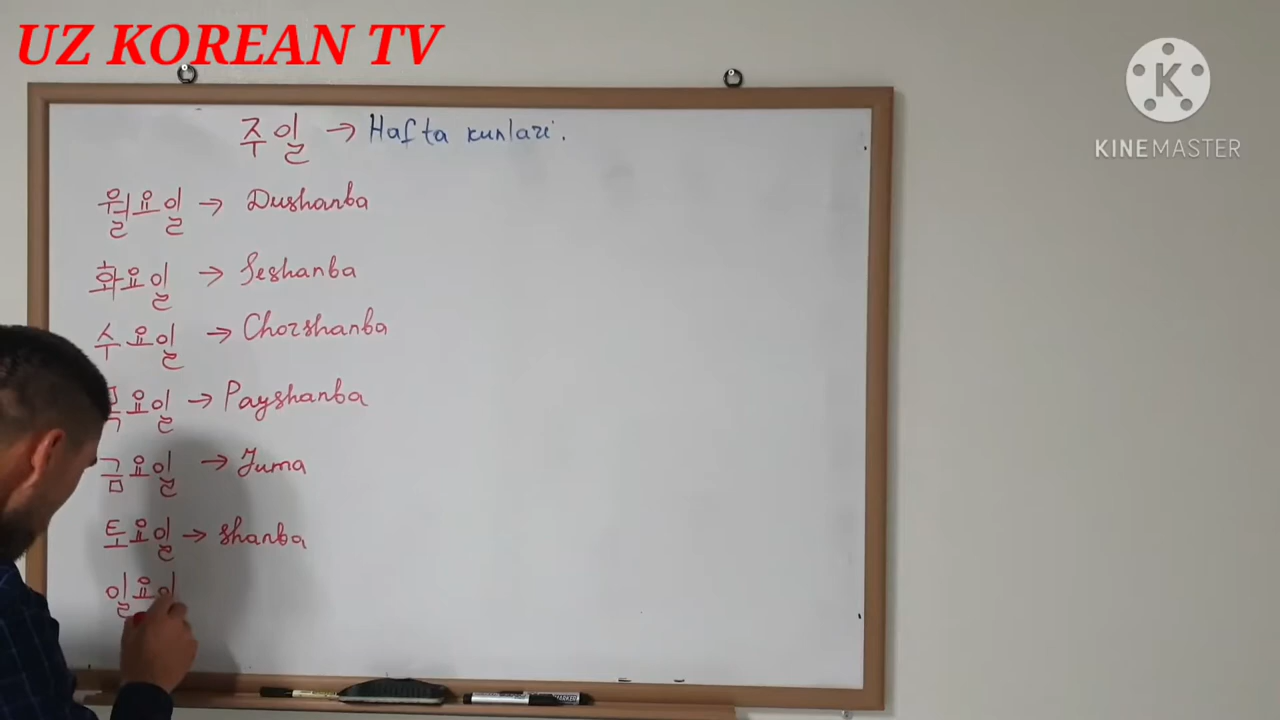 UZ KOREAN TV
K
KINEMASTER
주일 → Hafta kunlari.
월요일 → Dushanba
화요일 → Seshanba
수요일 → Chorshanba
요일 → Payshanba
금요일 → Juma
토요일 → shanba
일요